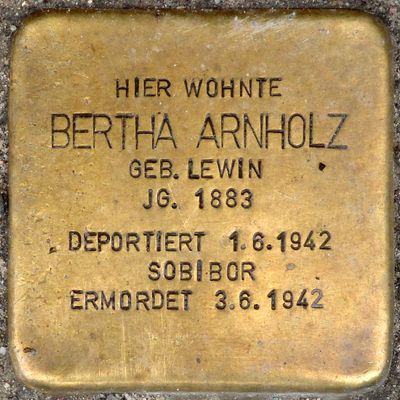 HIER WOHNTE
BERTHA ARNHOLZ
GEB. LEWIN
JG. 1883
DEPORTIERT 1.6.1942
SOBIBOR
ERMORDET 3.6.1942